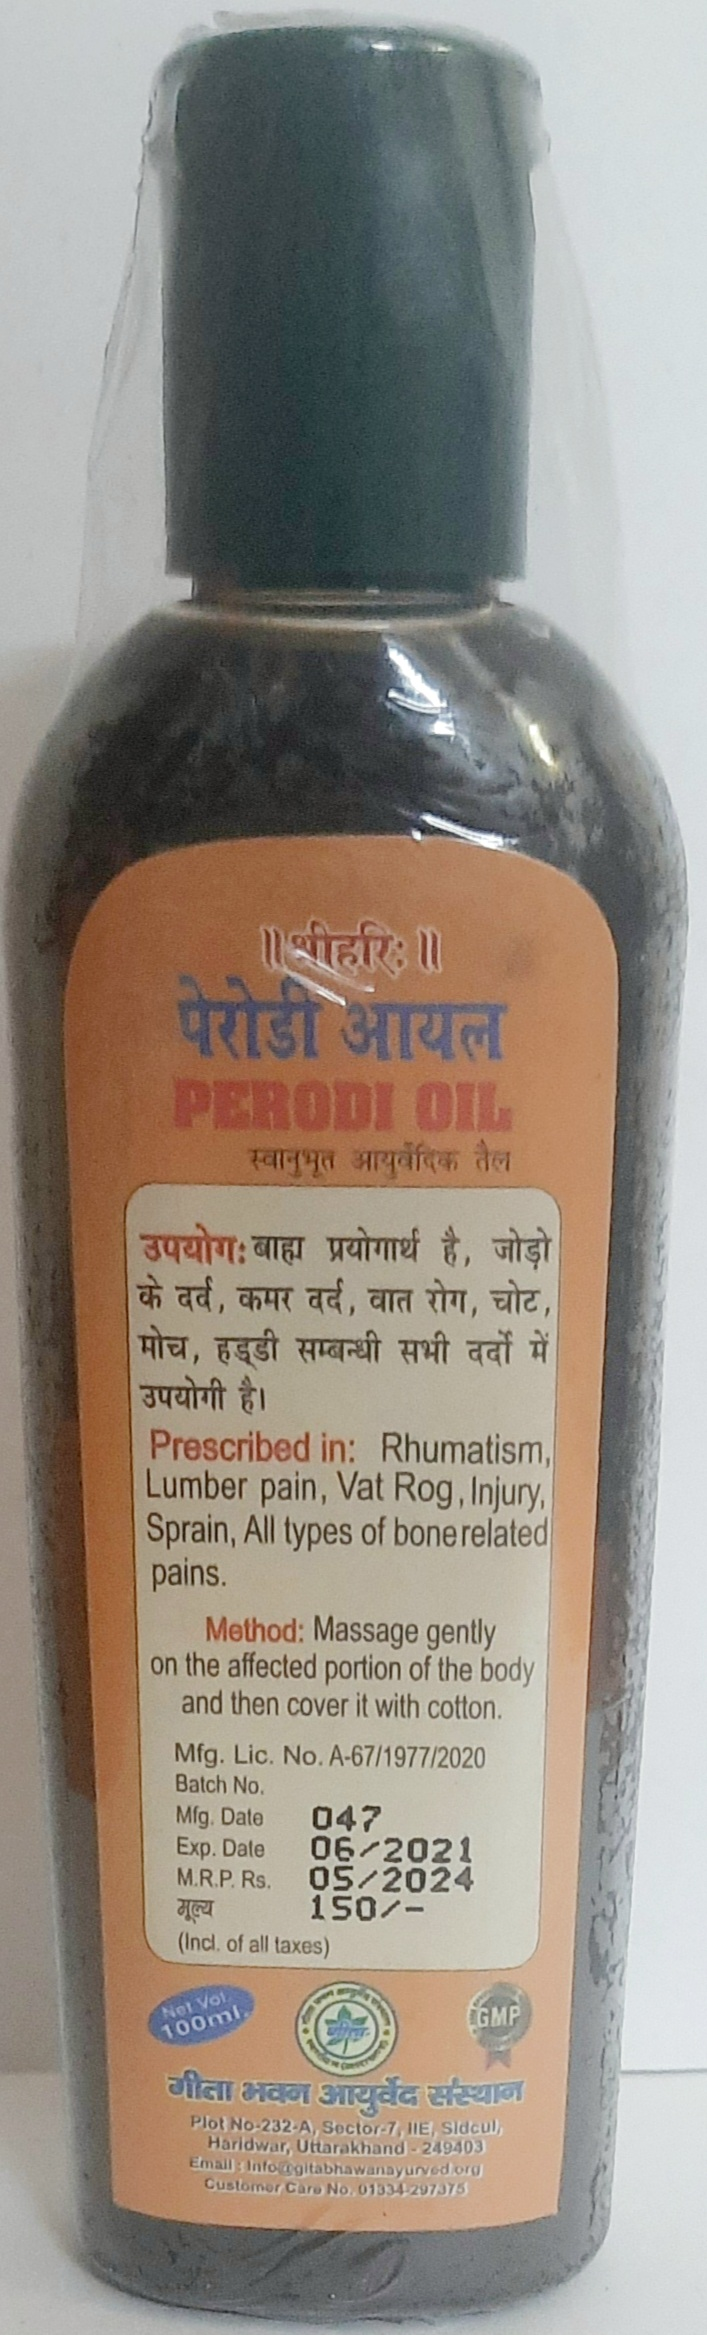 ॥ श्रीहरिः ॥
पेरोडी आयल
PERODI OIL
स्वानुभूत आयुर्वेदिक तैल
उपयोग: बाह्य प्रयोगार्थ है, जोड़ो
के दर्द, कमर दर्द, वात रोग, चोट,
मोच, हड्डी सम्बन्धी सभी दर्दो में
उपयोगी है।
Prescribed in: Rhumatism,
Lumber pain, Vat Rog, Injury,
Sprain, All types of bone related
pains.
Method: Massage gently
on the affected portion of the body
and then cover it with cotton.
Mfg. Lic. No. A-67/1977/2020
Batch No.
Mfg. Date 047
Exp. Date 06/2021
M.R.P. Rs. 05/2024
मूल्य 150/-
(Incl. of all taxes)
Net Vol.
100ml.
गीता
GMP
गीता भवन आयुर्वेद संस्थान
Plot No-232-A, Sector-7, IIE, Sidcul,
Haridwar, Uttarakhand - 249403
Email : Info@gitabhawanayurved.org
Customer Care No. 01334-297375